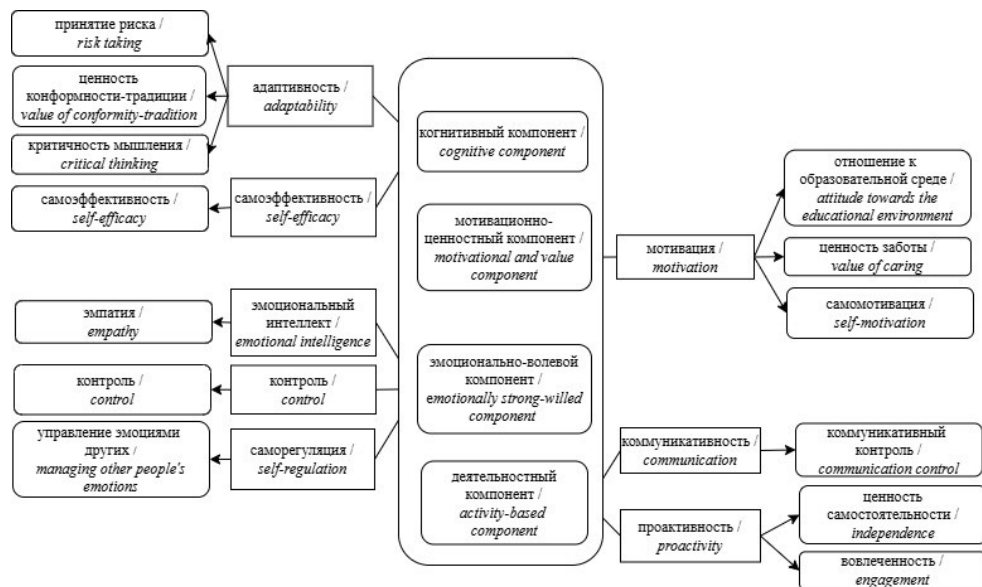 принятие риска /
risk taking
ценность
конформности-традиции /
value of conformity-tradition
критичность мышления /
critical thinking
самоэффективность /
self-efficacy
адаптивность /
adaptability
самоэффективность /
self-efficacy
эмпатия /
empathy
контроль /
control
управление эмоциями
других /
managing other people's
emotions
эмоциональный
интеллект /
emotional intelligence
контроль /
control
саморегуляция /
self-regulation
когнитивный компонент /
cognitive component
мотивационно-
ценностный компонент /
motivational and value
component
эмоционально-волевой
компонент /
emotionally strong-willed
component
деятельностный
компонент /
activity-based
component
мотивация /
motivation
отношение к
образовательной среде /
attitude towards the
educational environment
ценность заботы /
value of caring
самомотивация /
self-motivation
коммуникативность /
communication
коммуникативный
контроль /
communication control
проактивность /
proactivity
ценность
самостоятельности /
independence
вовлеченность /
engagement